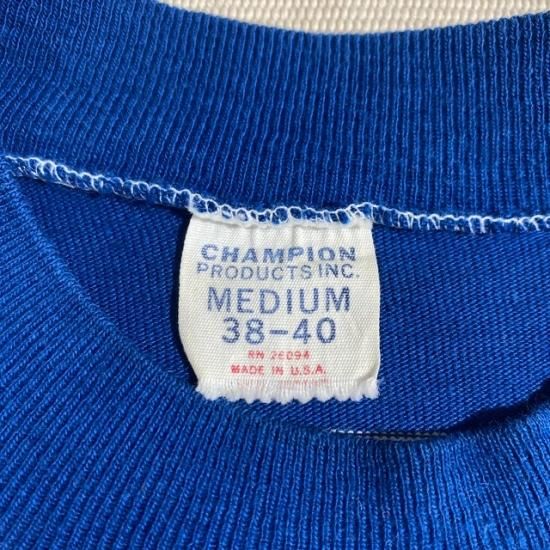 CHAMPION
PRODUCTS INC.
MEDIUM
38-40
RN 26094
MADE IN U.S.A.